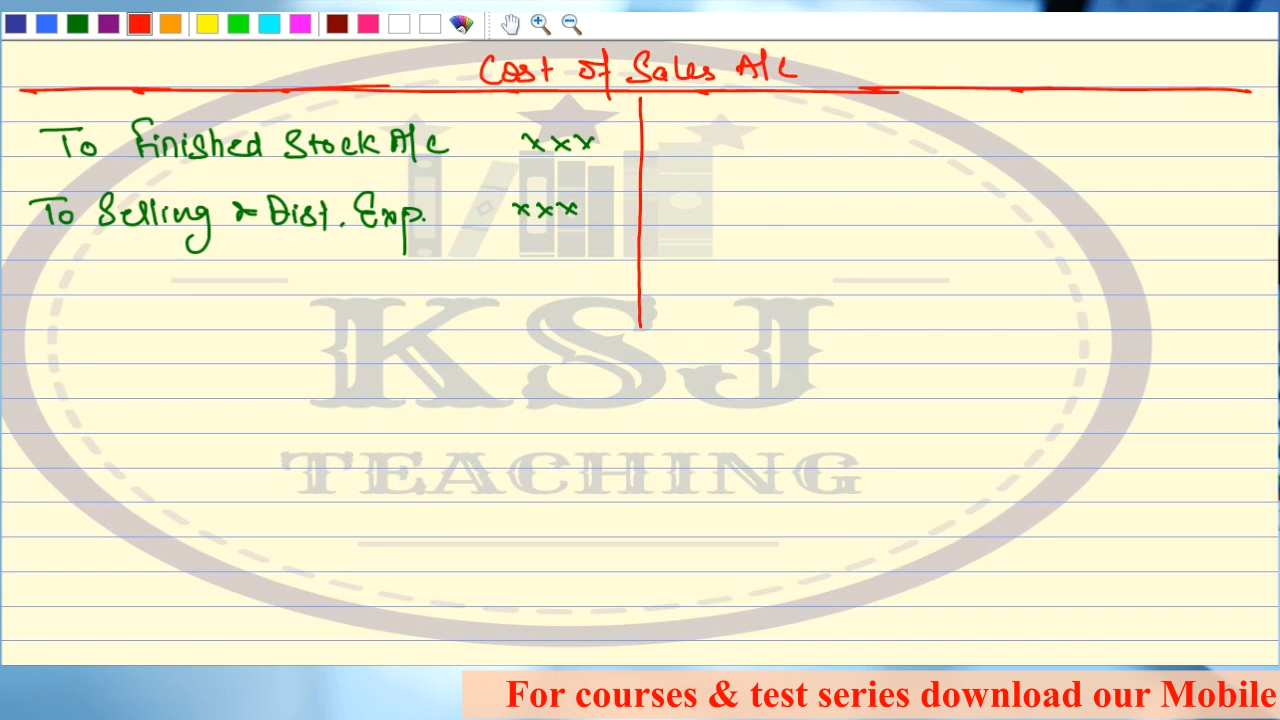 Cost of Sales A/c
To Finished Stock A/c xxx
To Selling & Dist. Exp. xxx
KSJ
TEACHING
For courses & test series download our Mobile